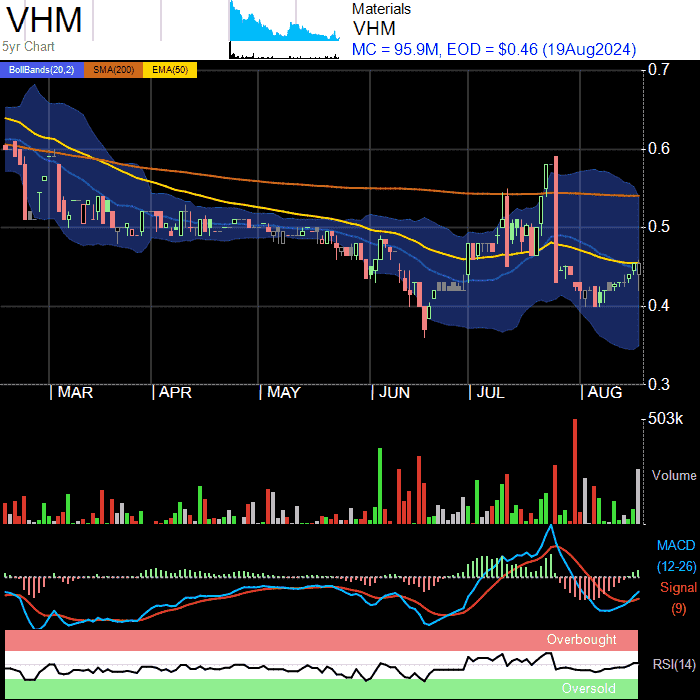 VHM
5yr Chart
Materials
VHM
MC = 95.9M, EOD = $0.46 (19Aug2024)
BollBands(20,2) SMA(200) EMA(50)
0.7
0.6
0.5
0.4
0.3
MAR APR MAY JUN JUL AUG
503k
Volume
MACD
(12-26)
Signal
(9)
Overbought
RSI(14)
Oversold